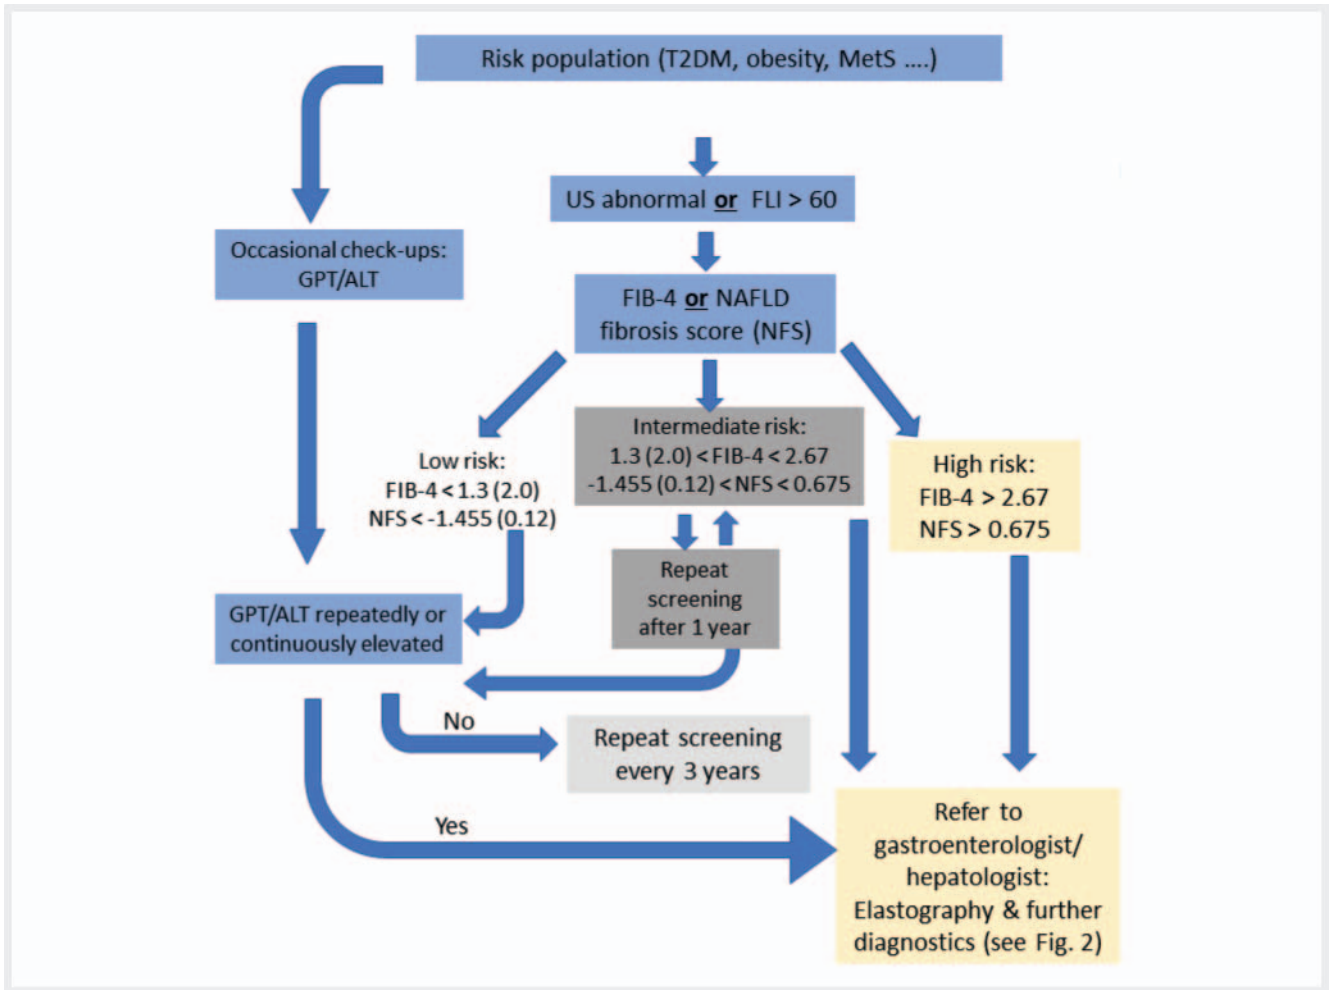 Risk population (T2DM, obesity, MetS ....)
US abnormal or FLI > 60
Occasional check-ups:
GPT/ALT
FIB-4 or NAFLD
fibrosis score (NFS)
Low risk:
FIB-4 < 1.3 (2.0)
NFS < -1.455 (0.12)
Intermediate risk:
1.3 (2.0) < FIB-4 < 2.67
-1.455 (0.12) < NFS < 0.675
High risk:
FIB-4 > 2.67
NFS > 0.675
Repeat
screening
after 1 year
GPT/ALT repeatedly or
continuously elevated
No
Repeat screening
every 3 years
Yes
Refer to
gastroenterologist/
hepatologist:
Elastography & further
diagnostics (see Fig. 2)